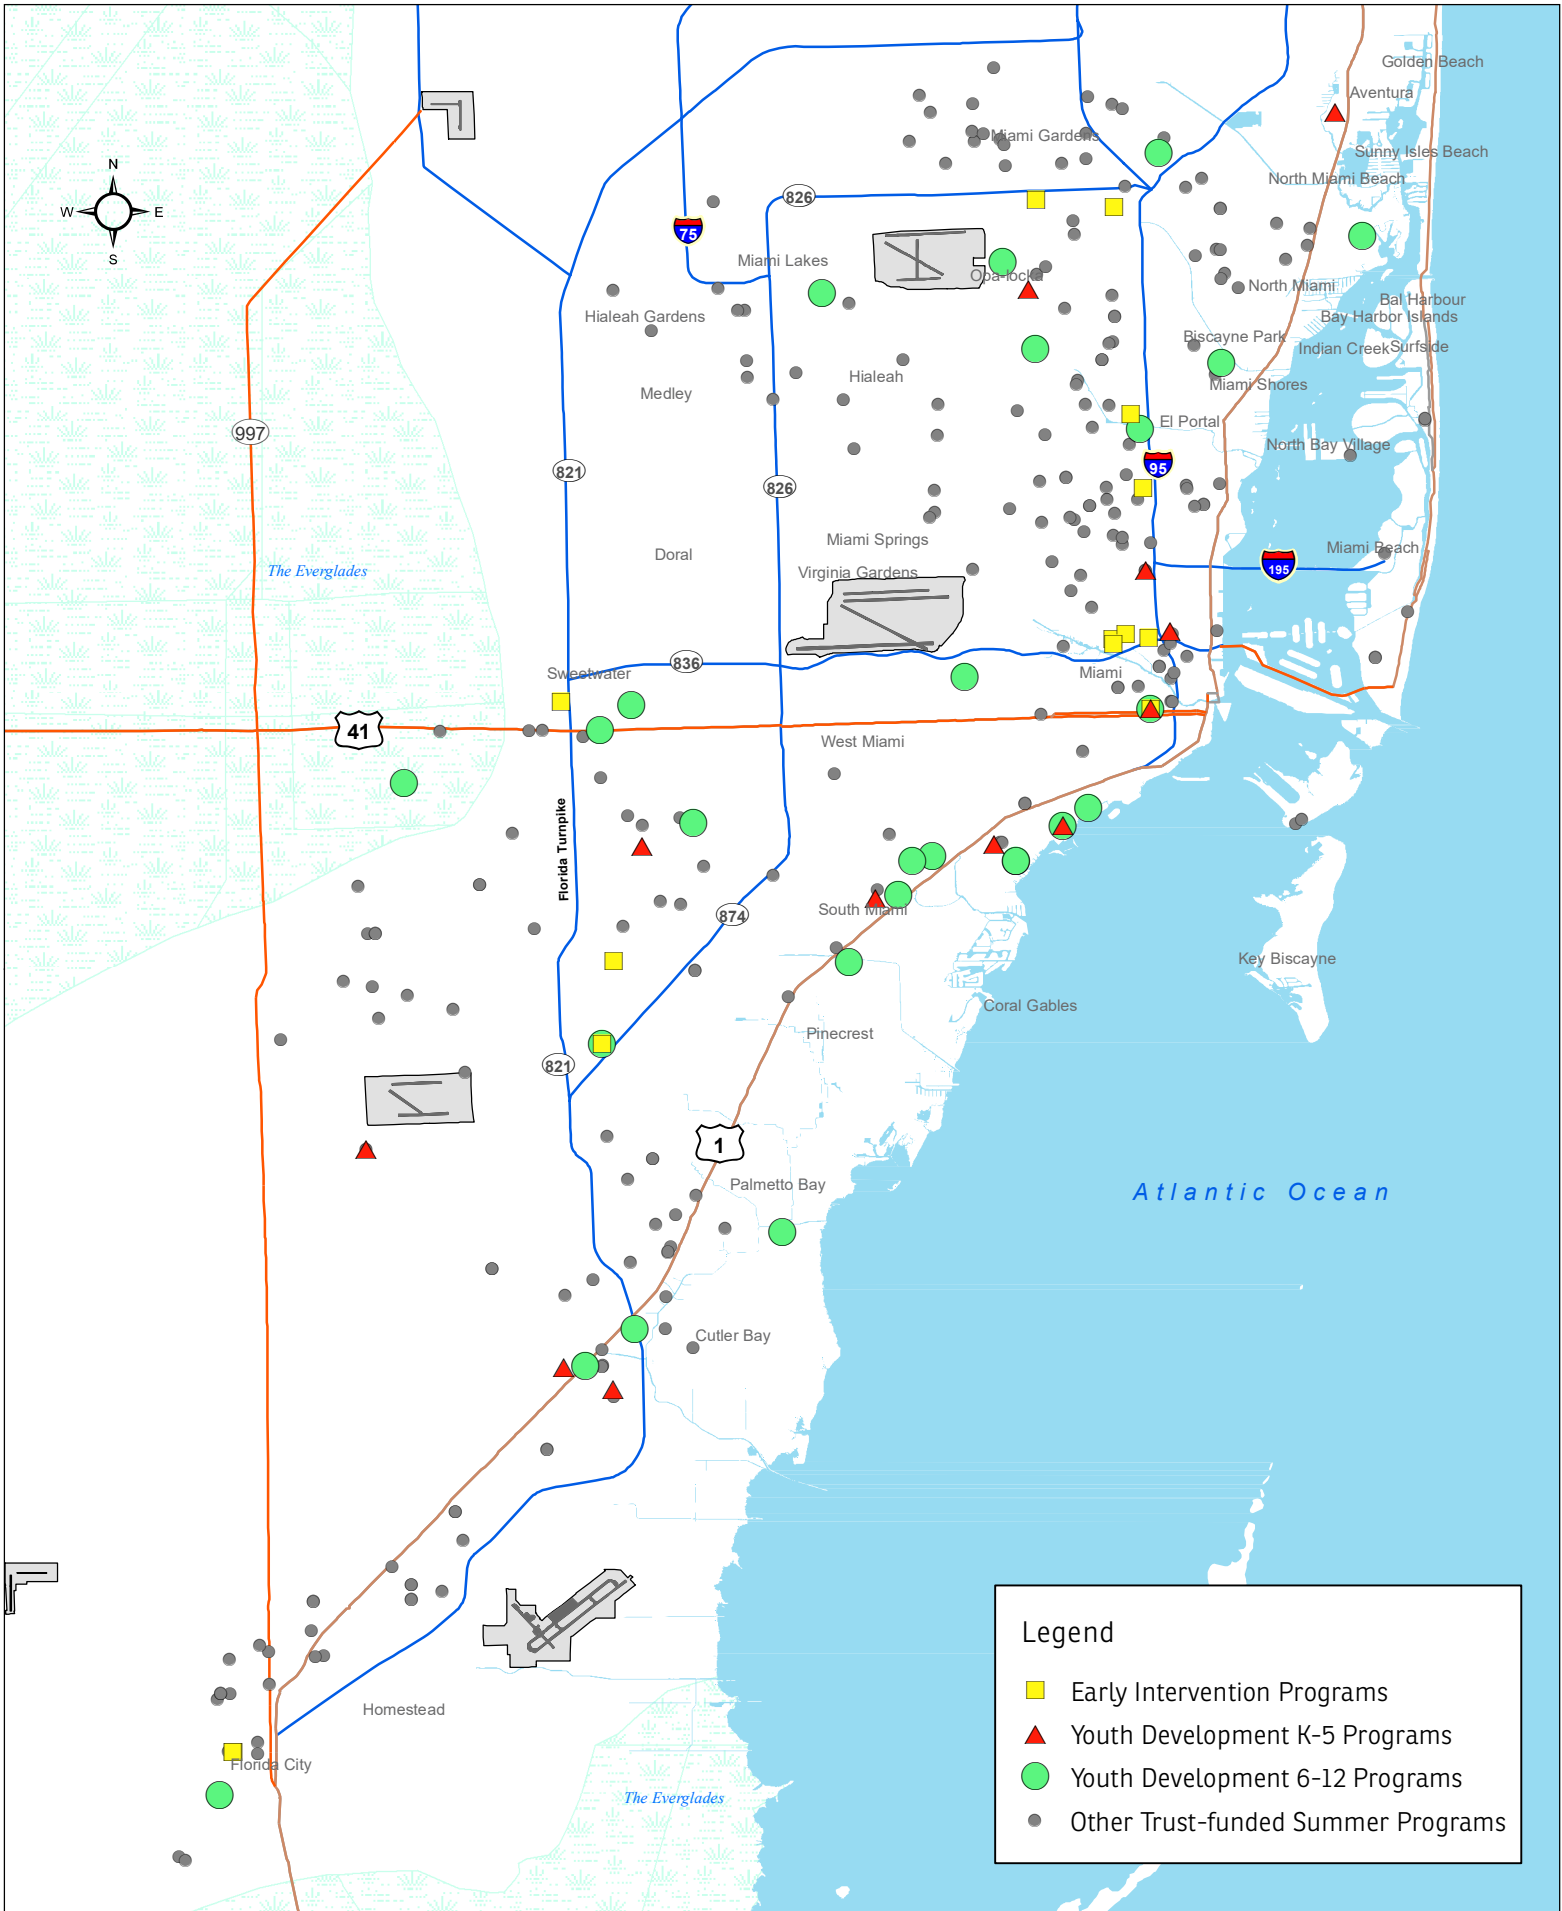 Golden Beach
Aventura
Miami Gardens
Sunny Isles Beach
N
North Miami Beach
826
W
E
75
S
Miami Lakes
Opa-locka
North Miami
Bal Harbour
Hialeah Gardens
Bay Harbor Islands
Biscayne Park
Indian Creek
Surfside
Hialeah
Miami Shores
Medley
El Portal
997
North Bay Village
95
821
826
Miami Springs
Miami Beach
Doral
The Everglades
Virginia Gardens
195
836
Sweetwater
Miami
41
West Miami
Florida Turnpike
South Miami
874
Key Biscayne
Coral Gables
Pinecrest
821
1
Palmetto Bay
Atlantic Ocean
Cutler Bay
Legend
Early Intervention Programs
Homestead
Youth Development K-5 Programs
Florida City
Youth Development 6-12 Programs
The Everglades
Other Trust-funded Summer Programs